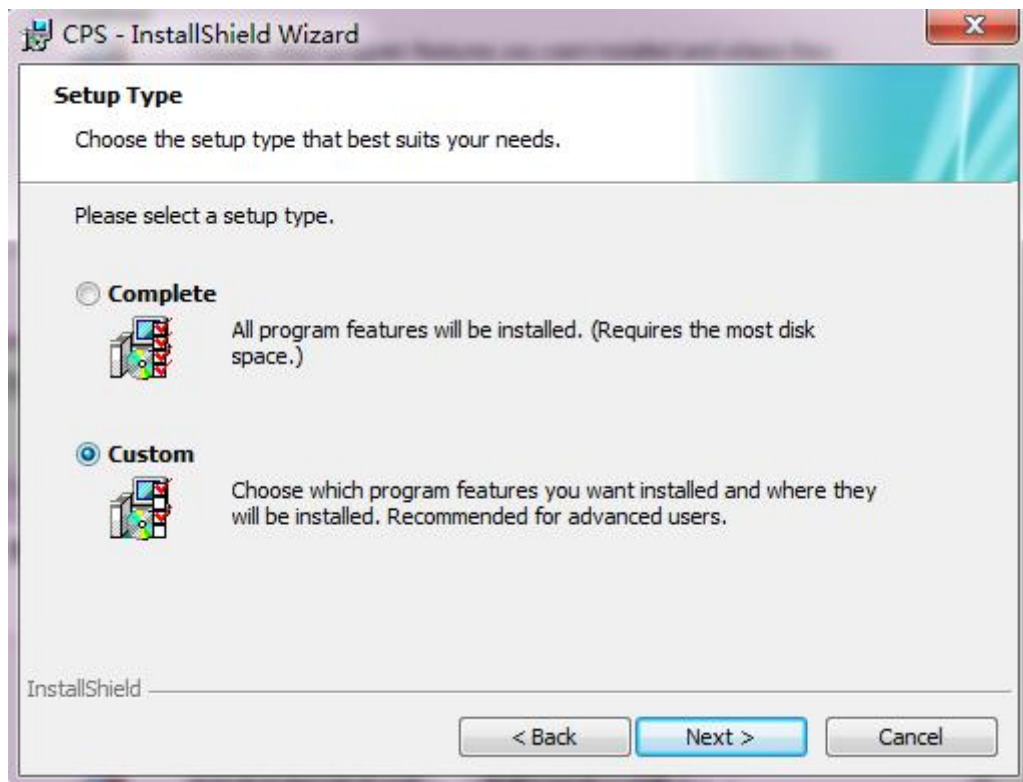 CPS - InstallShield Wizard
Setup Type
Choose the setup type that best suits your needs.
Please select a setup type.
Complete
All program features will be installed. (Requires the most disk
space.)
Custom
Choose which program features you want installed and where they
will be installed. Recommended for advanced users.
InstallShield
< Back
Next >
Cancel